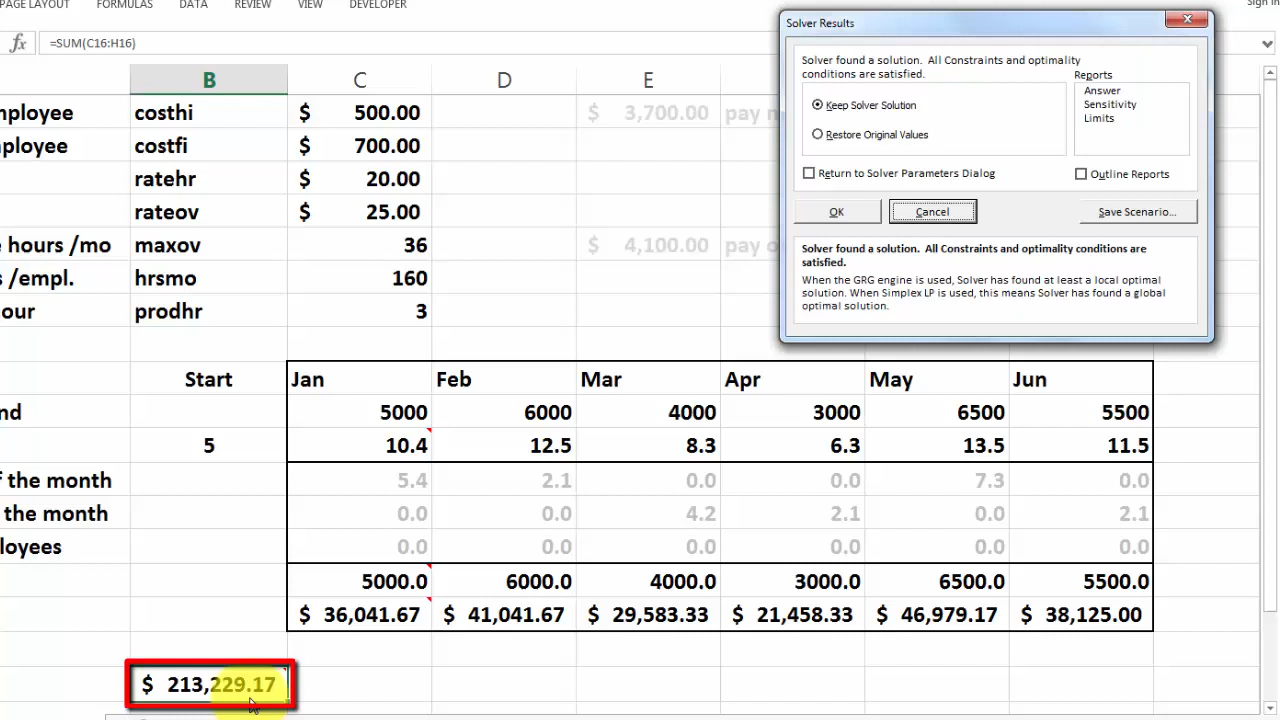 PAGE LAYOUT FORMULAS DATA REVIEW VIEW DEVELOPER Sign in
fx =SUM(C16:H16)
B C D E
mployee costhi $ 500.00 $ 3,700.00 pay
mployee costfi $ 700.00
ratehr $ 20.00
rateov $ 25.00
e hours /mo maxov 36 $ 4,100.00 pay
s /empl. hrsmo 160
our prodhr 3
Start Jan Feb Mar Apr May Jun
nd 5000 6000 4000 3000 6500 5500
5 10.4 12.5 8.3 6.3 13.5 11.5
f the month 5.4 2.1 0.0 0.0 7.3 0.0
the month 0.0 0.0 4.2 2.1 0.0 2.1
loyees 0.0 0.0 0.0 0.0 0.0 0.0
5000.0 6000.0 4000.0 3000.0 6500.0 5500.0
$ 36,041.67 $ 41,041.67 $ 29,583.33 $ 21,458.33 $ 46,979.17 $ 38,125.00
$ 213,229.17
Solver Results
Solver found a solution. All Constraints and optimality
conditions are satisfied.
Reports
Answer
Sensitivity
Limits
Keep Solver Solution
Restore Original Values
Return to Solver Parameters Dialog
Outline Reports
OK Cancel Save Scenario...
Solver found a solution. All Constraints and optimality conditions are
satisfied.
When the GRG engine is used, Solver has found at least a local optimal
solution. When Simplex LP is used, this means Solver has found a global
optimal solution.